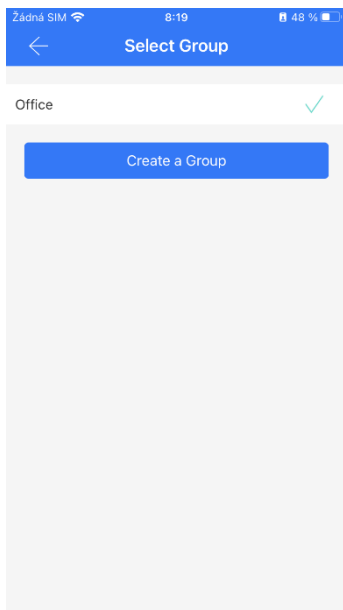 Žádná SIM 8:19 48 %
Select Group
Office
Create a Group